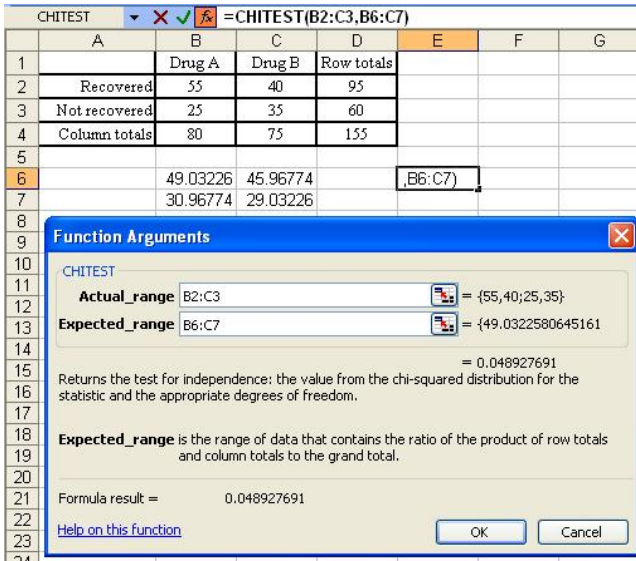 CHITEST =CHITEST(B2:C3,B6:C7)
A B C D E F G
1 Drug A Drug B Row totals
2 Recovered 55 40 95
3 Not recovered 25 35 60
4 Column totals 80 75 155
5
6 49.03226 45.96774 ,B6:C7)
7 30.96774 29.03226
8
9 Function Arguments
10
11 CHITEST
12 Actual_range B2:C3 = {55,40;25,35}
13 Expected_range B6:C7 = {49.0322580645161
14
15 = 0.048927691
16 Returns the test for independence: the value from the chi-squared distribution for the
statistic and the appropriate degrees of freedom.
17
18 Expected_range is the range of data that contains the ratio of the product of row totals
19 and column totals to the grand total.
20
21 Formula result = 0.048927691
22
23 Help on this function OK Cancel
24